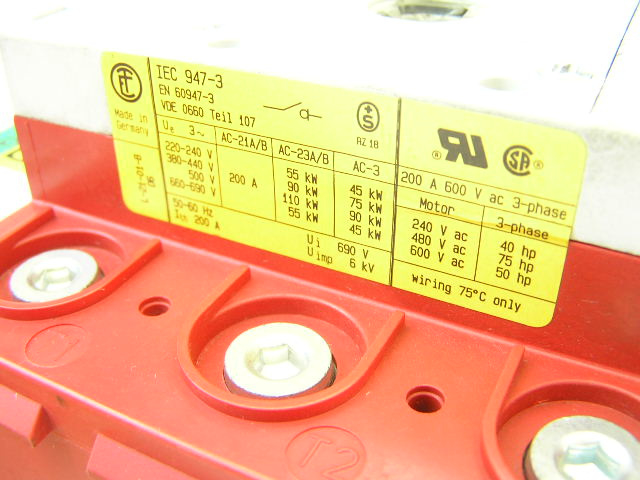 IEC 947-3
EN 60947-3
VDE 0660 Teil 107
Made in
Germany
AZ 18
Ue 3~ AC-21A/B AC-23A/B AC-3
220-240 V 55 kW 45 kW
380-440 V 90 kW 75 kW
500 V 200 A 110 kW 90 kW
660-690 V 55 kW 45 kW
50-60 Hz
Ith 200 A
Ui 690 V
Uimp 6 kV
200 A 600 V ac 3-phase
Motor 3-phase
240 V ac 40 hp
480 V ac 75 hp
600 V ac 50 hp
wiring 75°C only
T2